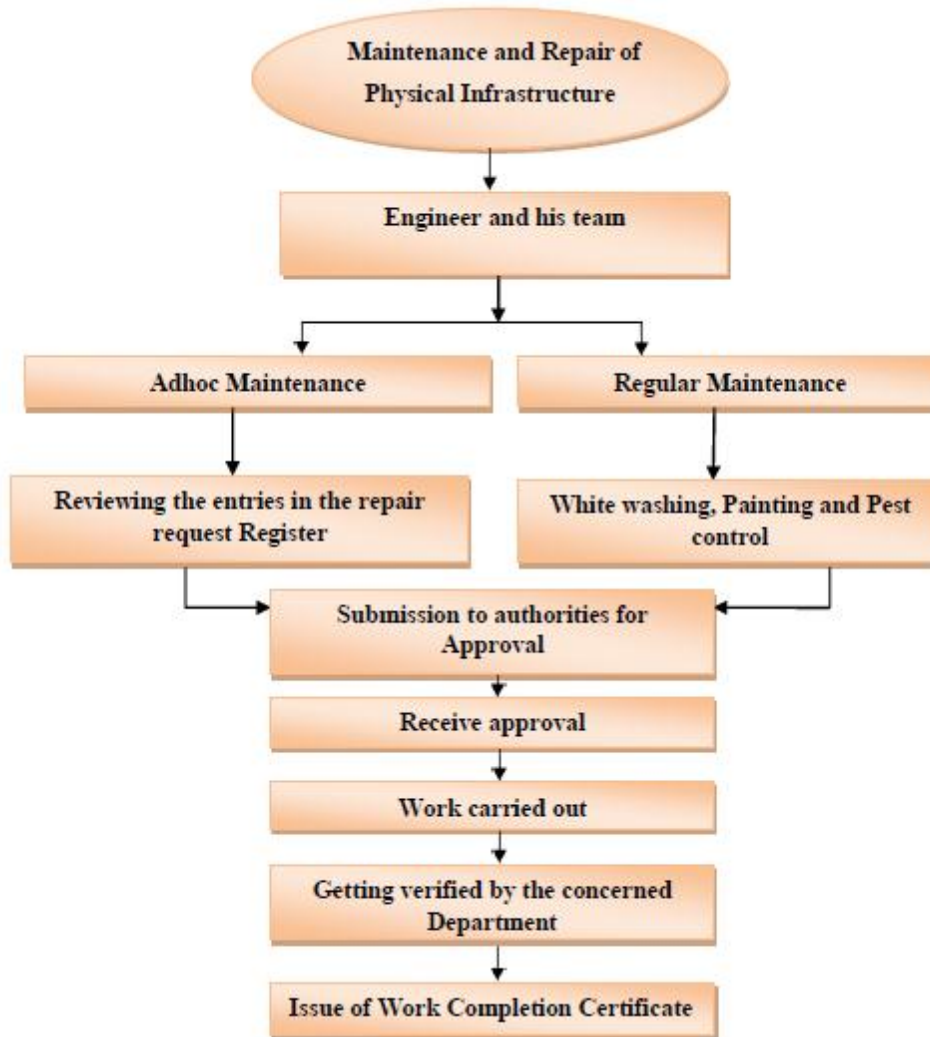 Maintenance and Repair of
Physical Infrastructure
Engineer and his team
Adhoc Maintenance
Regular Maintenance
Reviewing the entries in the repair
request Register
White washing, Painting and Pest
control
Submission to authorities for
Approval
Receive approval
Work carried out
Getting verified by the concerned
Department
Issue of Work Completion Certificate